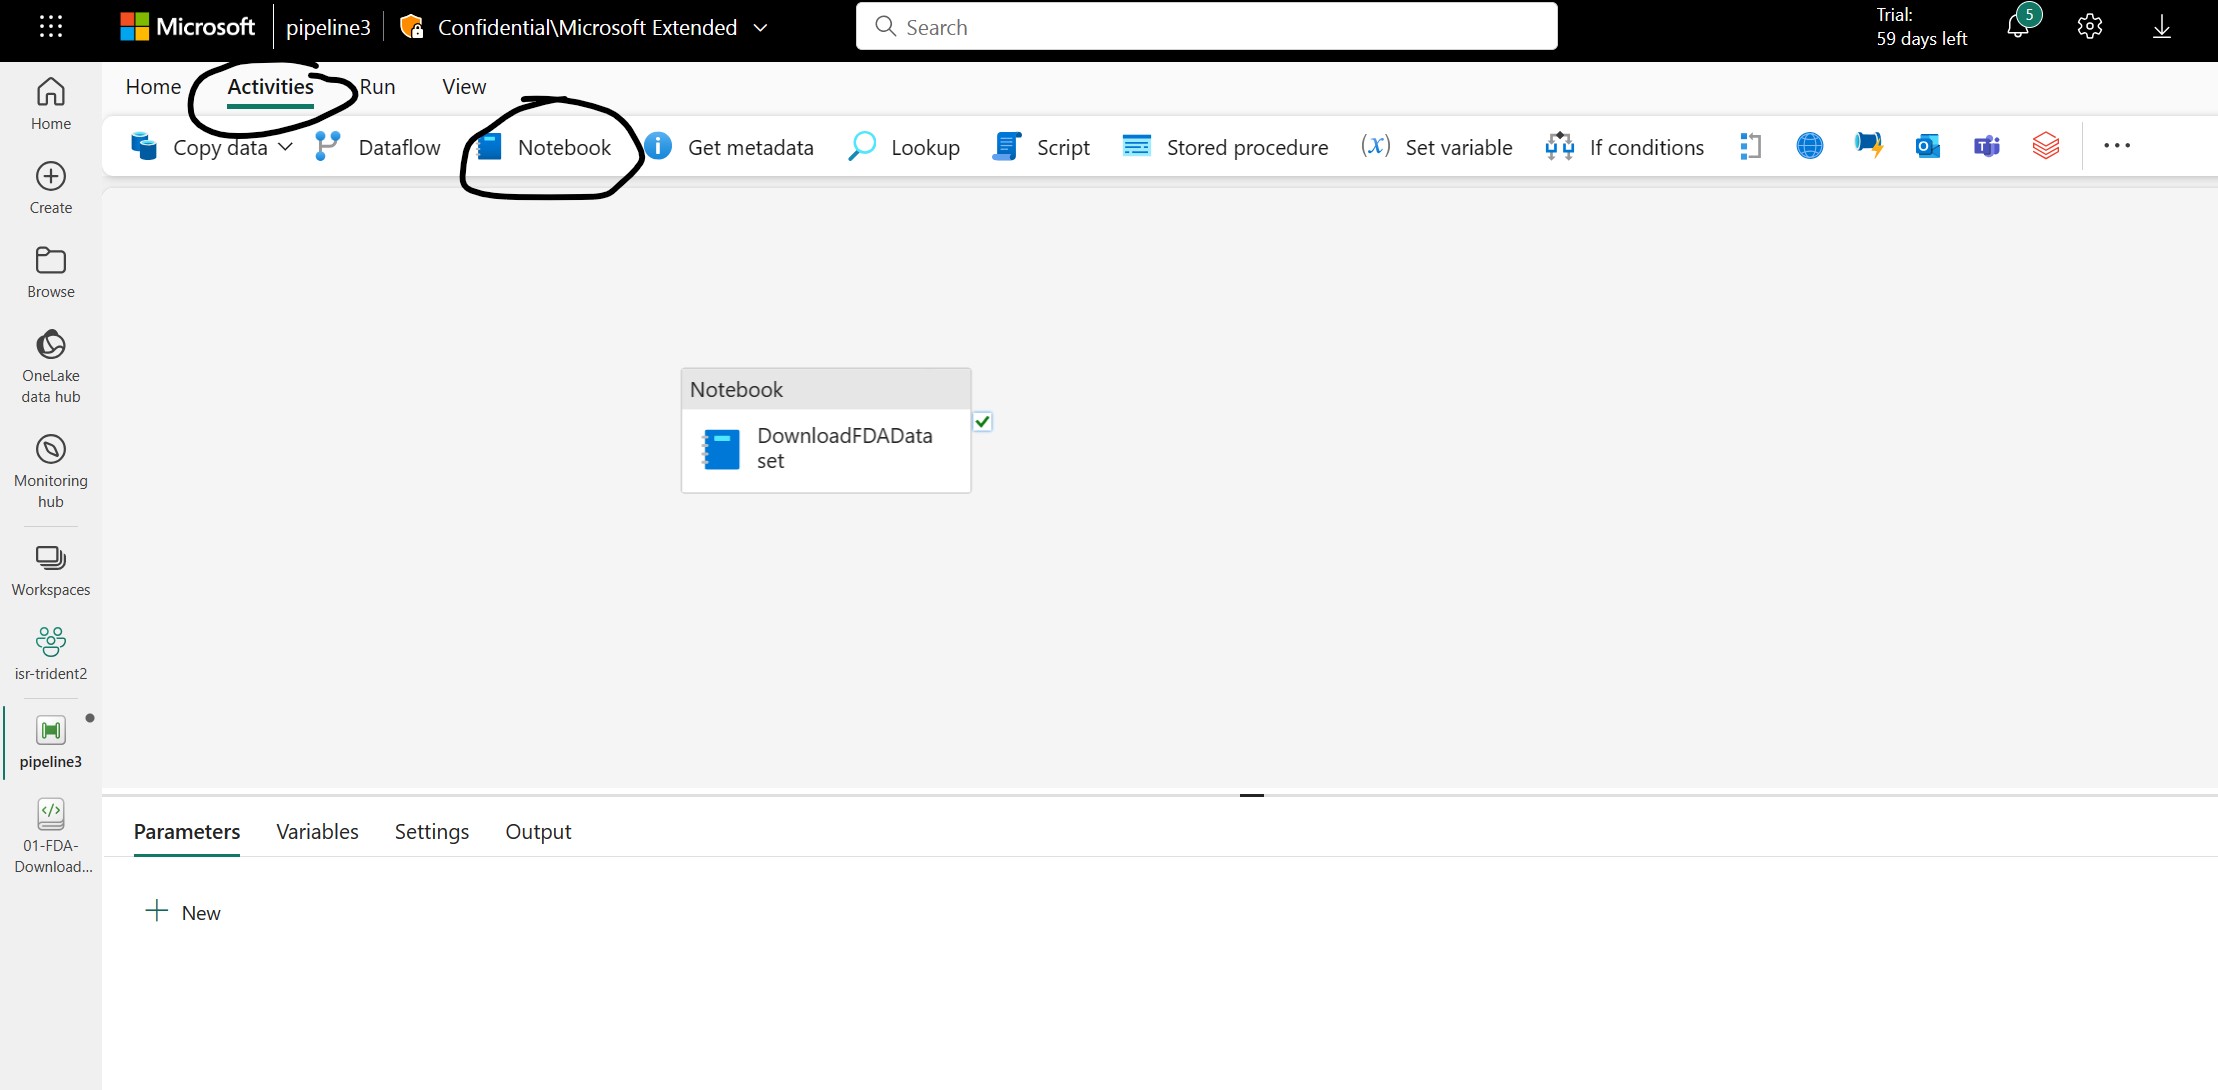 Microsoft pipeline3 Confidential\Microsoft Extended Search Trial:
59 days left
5
Home Activities Run View
Copy data Dataflow Notebook Get metadata Lookup Script Stored procedure (x) Set variable If conditions
Home
Create
Browse
OneLake
data hub
Monitoring
hub
Workspaces
isr-trident2
pipeline3
01-FDA-
Download...
Notebook
DownloadFDAData
set
Parameters Variables Settings Output
New